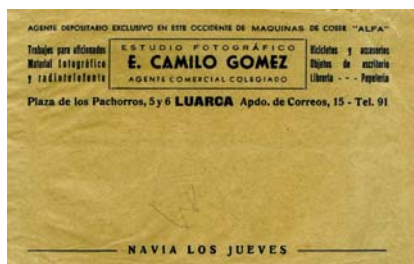 AGENTE DEPOSITARIO EXCLUSIVO EN ESTE OCCIDENTE DE MAQUINAS DE COSER "ALFA"
Trabajos para aficionados
Material fotográfico
y radiotelefonía
ESTUDIO FOTOGRÁFICO
E. CAMILO GOMEZ
AGENTE COMERCIAL COLEGIADO
Bicicletas y accesorios
Objetos de escritorio
Librería - - - Papelería
Plaza de los Pachorros, 5 y 6 LUARCA Apdo. de Correos, 15 - Tel. 91
NAVIA LOS JUEVES